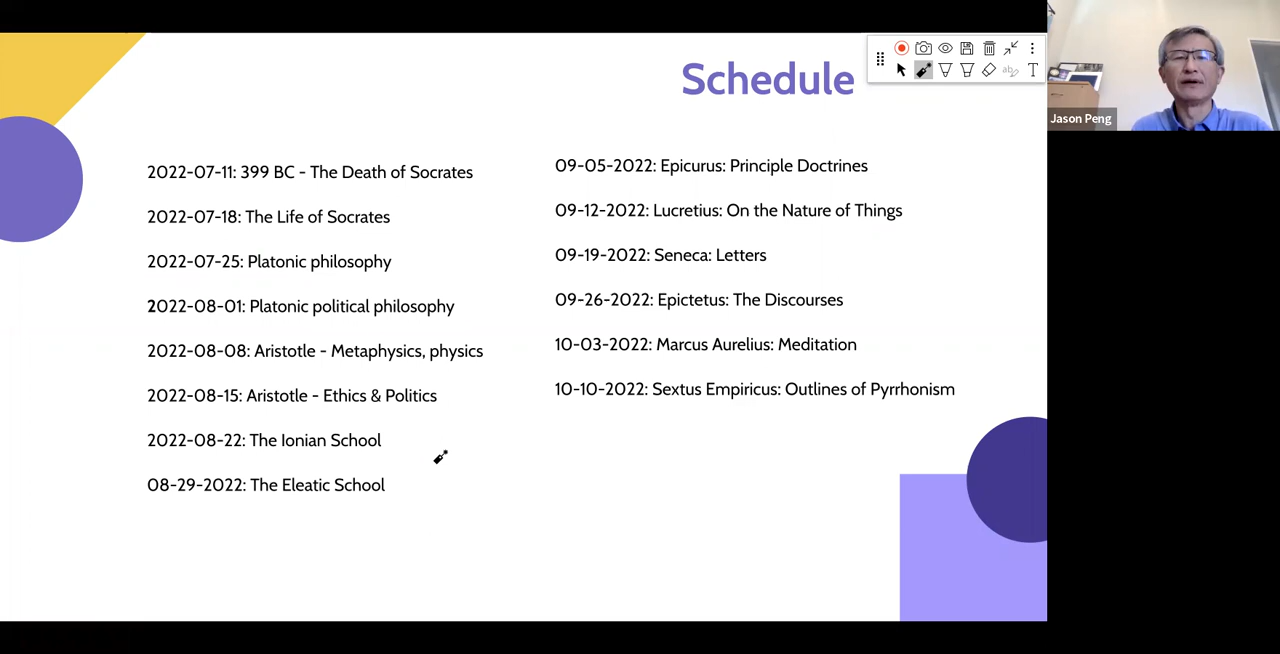 Schedule
2022-07-11: 399 BC - The Death of Socrates
2022-07-18: The Life of Socrates
2022-07-25: Platonic philosophy
2022-08-01: Platonic political philosophy
2022-08-08: Aristotle - Metaphysics, physics
2022-08-15: Aristotle - Ethics & Politics
2022-08-22: The Ionian School
08-29-2022: The Eleatic School
09-05-2022: Epicurus: Principle Doctrines
09-12-2022: Lucretius: On the Nature of Things
09-19-2022: Seneca: Letters
09-26-2022: Epictetus: The Discourses
10-03-2022: Marcus Aurelius: Meditation
10-10-2022: Sextus Empiricus: Outlines of Pyrrhonism
ab
T
Jason Peng